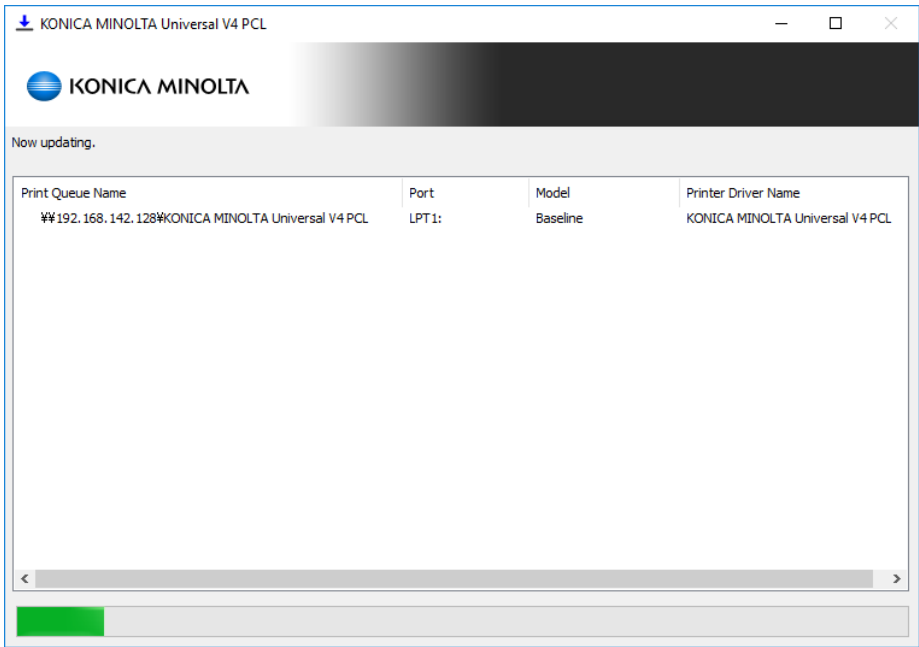 KONICA MINOLTA Universal V4 PCL
KONICA MINOLTA
Now updating.
Print Queue Name Port Model Printer Driver Name
¥¥192.168.142.128¥KONICA MINOLTA Universal V4 PCL LPT1: Baseline KONICA MINOLTA Universal V4 PCL